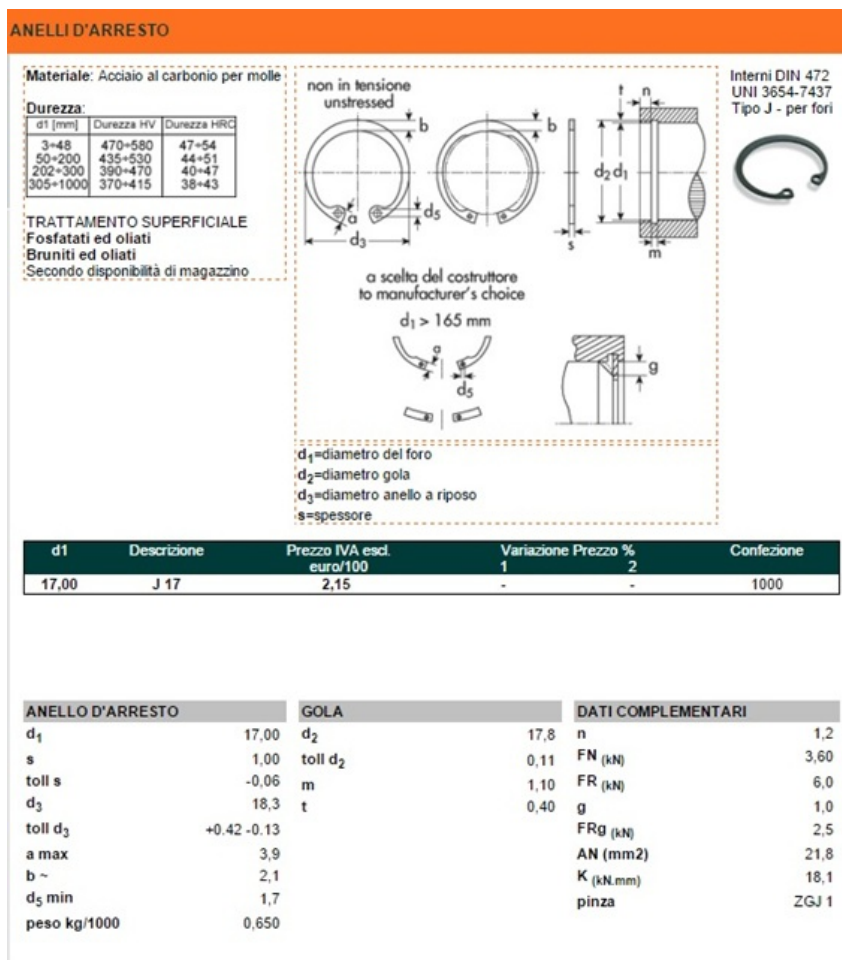 ANELLI D'ARRESTO
Materiale: Acciaio al carbonio per molle
Durezza:
d1 [mm] Durezza HV Durezza HRC
3÷48 470÷580 47÷54
50÷200 435÷530 44÷51
202÷300 390÷470 40÷47
305÷1000 370÷415 38÷43
TRATTAMENTO SUPERFICIALE
Fosfatati ed oliati
Bruniti ed oliati
Secondo disponibilità di magazzino
non in tensione
unstressed
b
b
a
d5
d3
s
t n
d2 d1
m
a scelta del costruttore
to manufacturer's choice
d1 > 165 mm
a
d5
g
Interni DIN 472
UNI 3654-7437
Tipo J - per fori
d1=diametro del foro
d2=diametro gola
d3=diametro anello a riposo
s=spessore
d1 Descrizione Prezzo IVA escl. Variazione Prezzo % Confezione
euro/100 1 2
17,00 J 17 2,15 - - 1000
ANELLO D'ARRESTO
d1 17,00
s 1,00
toll s -0,06
d3 18,3
toll d3 +0.42 -0.13
a max 3,9
b ~ 2,1
d5 min 1,7
peso kg/1000 0,650
GOLA
d2 17,8
toll d2 0,11
m 1,10
t 0,40
DATI COMPLEMENTARI
n 1,2
FN (kN) 3,60
FR (kN) 6,0
g 1,0
FRg (kN) 2,5
AN (mm2) 21,8
K (kN.mm) 18,1
pinza ZGJ 1